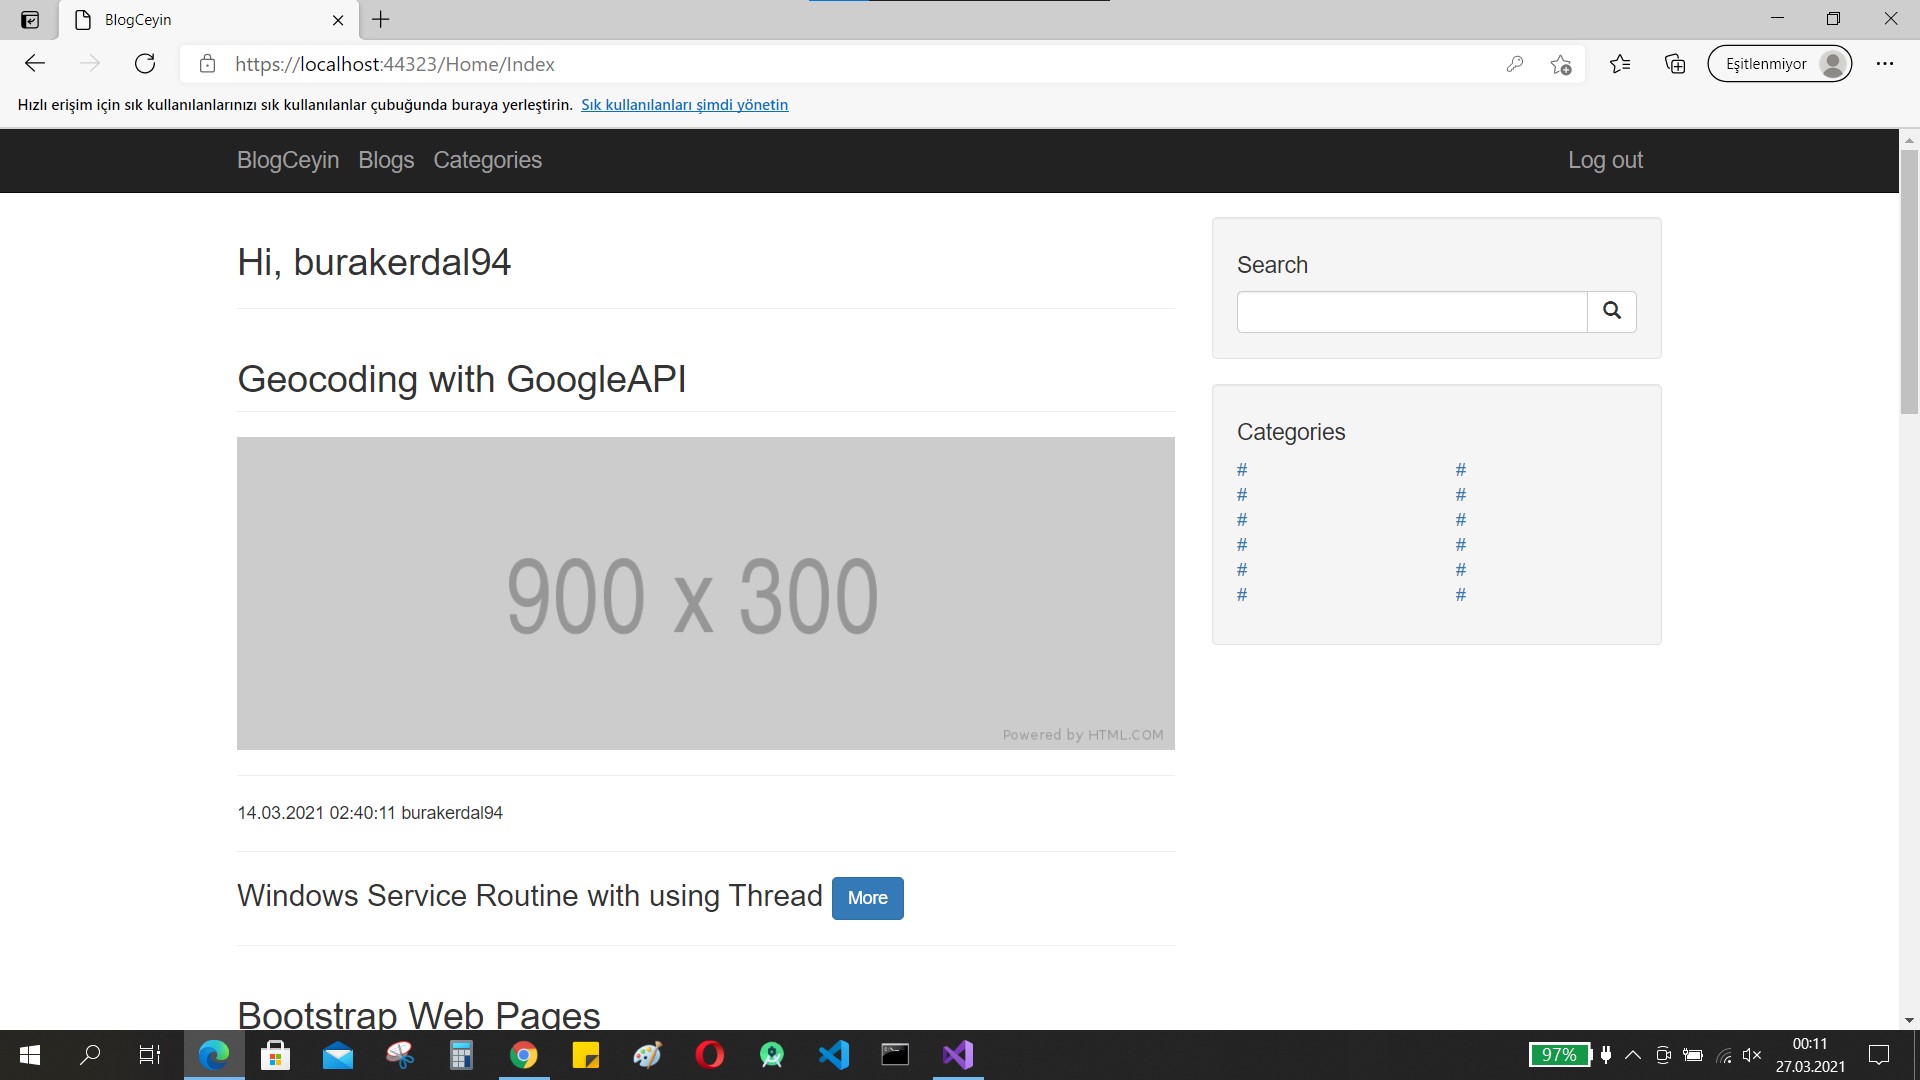 BlogCeyin
https://localhost:44323/Home/Index
Eşitlenmiyor
Hızlı erişim için sık kullanılanlarınızı sık kullanılanlar çubuğunda buraya yerleştirin. Sık kullanılanları şimdi yönetin
BlogCeyin Blogs Categories Log out
Hi, burakerdal94
Geocoding with GoogleAPI
900 x 300
Powered by HTML.COM
14.03.2021 02:40:11 burakerdal94
Windows Service Routine with using Thread More
Bootstrap Web Pages
Search
Categories
# #
# #
# #
# #
# #
# #
97%
00:11
27.03.2021